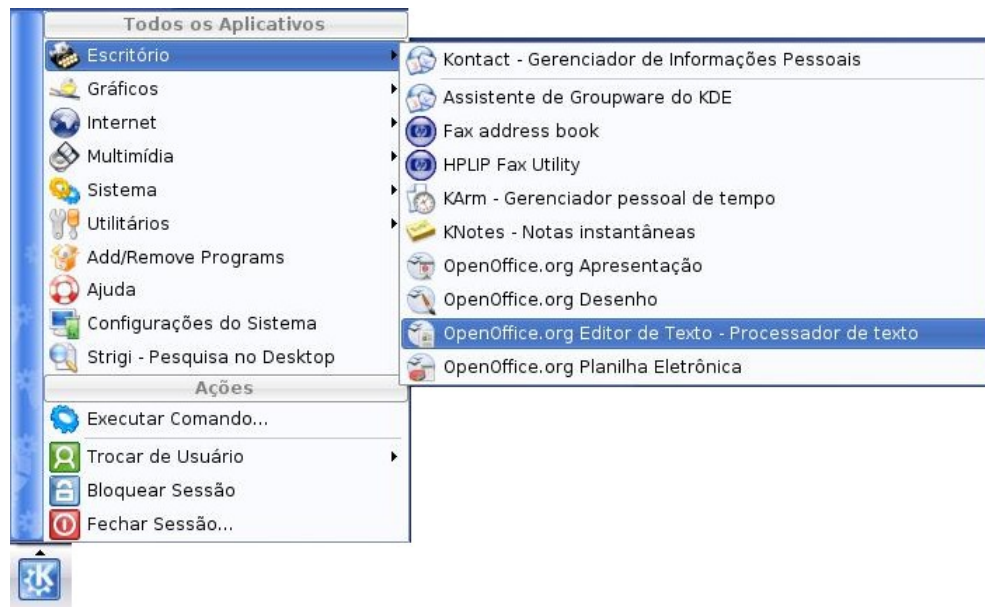 Todos os Aplicativos
Escritório
Gráficos
Internet
Multimídia
Sistema
Utilitários
Add/Remove Programs
Ajuda
Configurações do Sistema
Strigi - Pesquisa no Desktop
Ações
Executar Comando...
Trocar de Usuário
Bloquear Sessão
Fechar Sessão...
Kontact - Gerenciador de Informações Pessoais
Assistente de Groupware do KDE
Fax address book
HPLIP Fax Utility
KArm - Gerenciador pessoal de tempo
KNotes - Notas instantâneas
OpenOffice.org Apresentação
OpenOffice.org Desenho
OpenOffice.org Editor de Texto - Processador de texto
OpenOffice.org Planilha Eletrônica